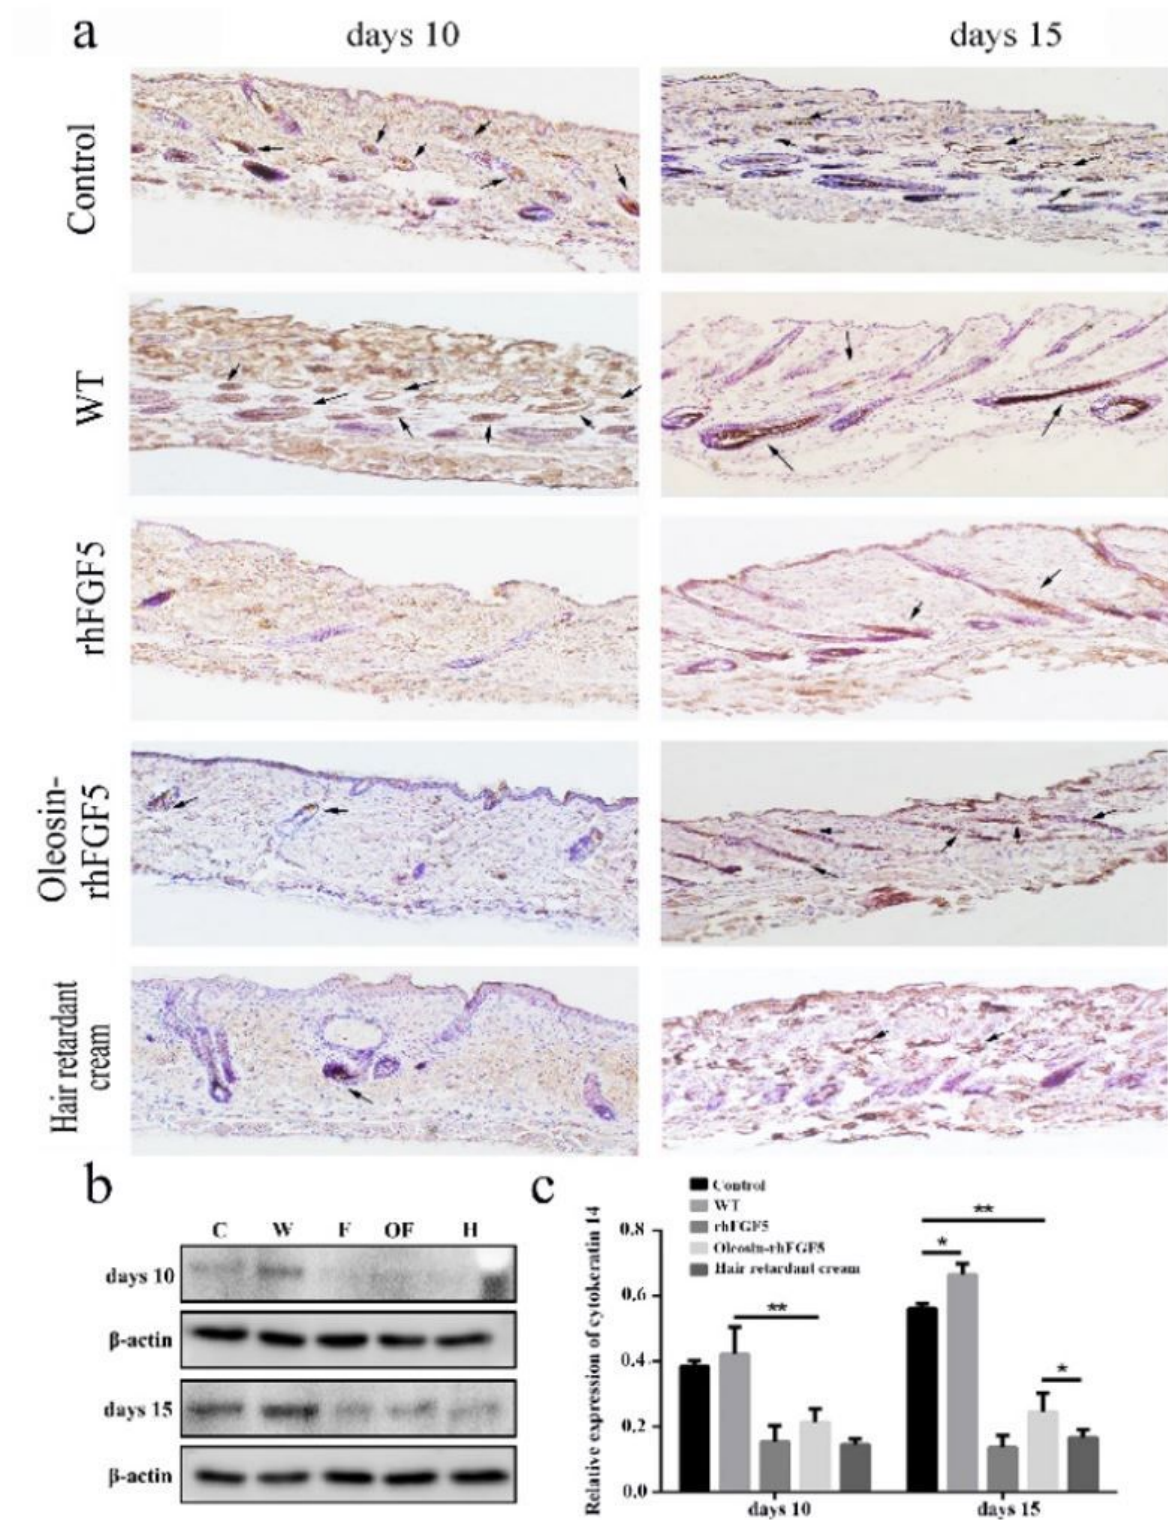 a
days 10
days 15
Control
WT
rhFGF5
Oleosin-
rhFGF5
Hair retardant
cream
b
C W F OF H
days 10
β-actin
days 15
β-actin
c
Control
WT
rhFGF5
Oleosin-rhFGF5
Hair retardant cream
Relative expression of cytokeratin 14
0.8
0.6
0.4
0.2
0.0
**
**
*
*
days 10
days 15